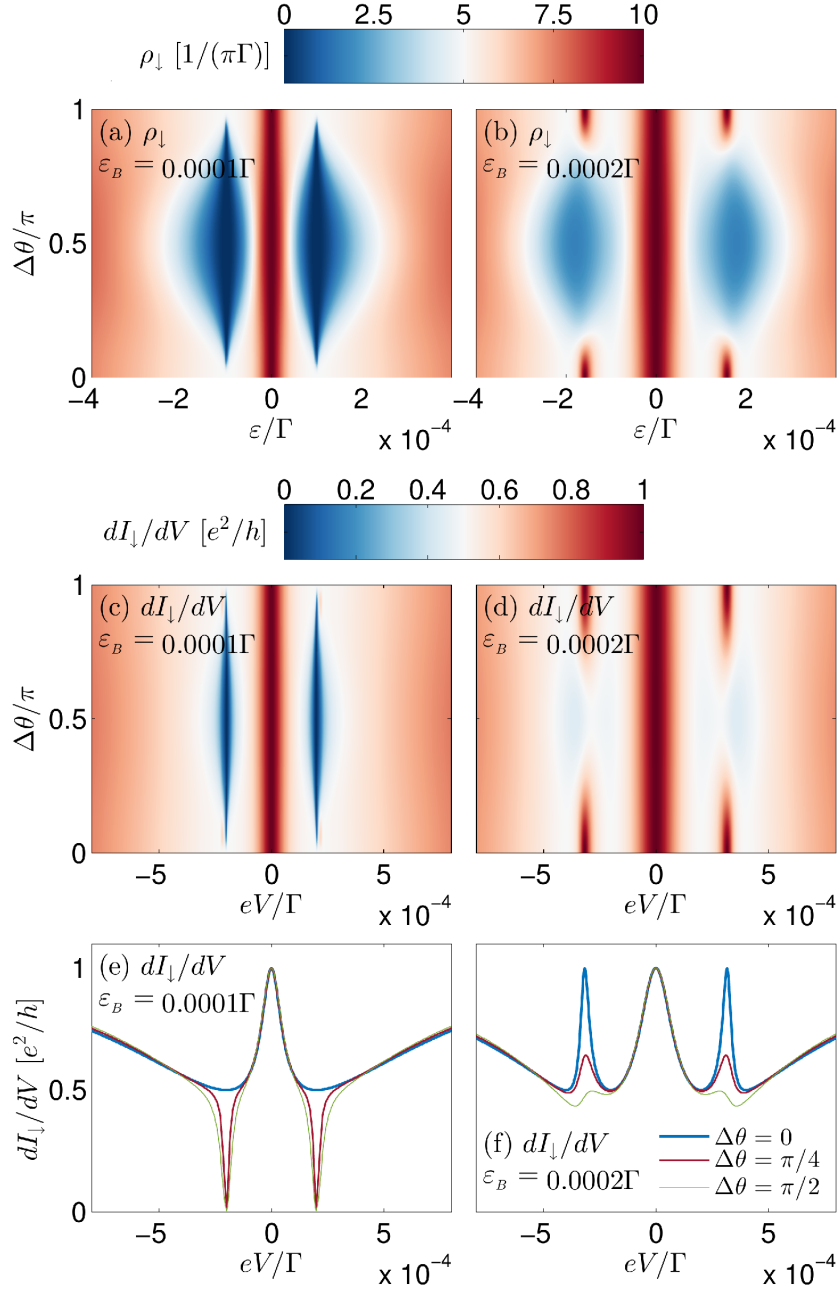 0 2.5 5 7.5 10
ρ↓ [1/(πΓ)]
(a) ρ↓
ε_B = 0.0001Γ
(b) ρ↓
ε_B = 0.0002Γ
Δθ/π
1
0.5
0
−4 −2 0 2 −4 −2 0 2
ε/Γ x 10⁻⁴ ε/Γ x 10⁻⁴
0 0.2 0.4 0.6 0.8 1
dI↓/dV [e²/h]
(c) dI↓/dV
ε_B = 0.0001Γ
(d) dI↓/dV
ε_B = 0.0002Γ
Δθ/π
1
0.5
0
−5 0 5 −5 0 5
eV/Γ x 10⁻⁴ eV/Γ x 10⁻⁴
(e) dI↓/dV
ε_B = 0.0001Γ
dI↓/dV [e²/h]
1
0.5
0
(f) dI↓/dV
ε_B = 0.0002Γ
Δθ = 0
Δθ = π/4
Δθ = π/2
−5 0 5 −5 0 5
eV/Γ x 10⁻⁴ eV/Γ x 10⁻⁴